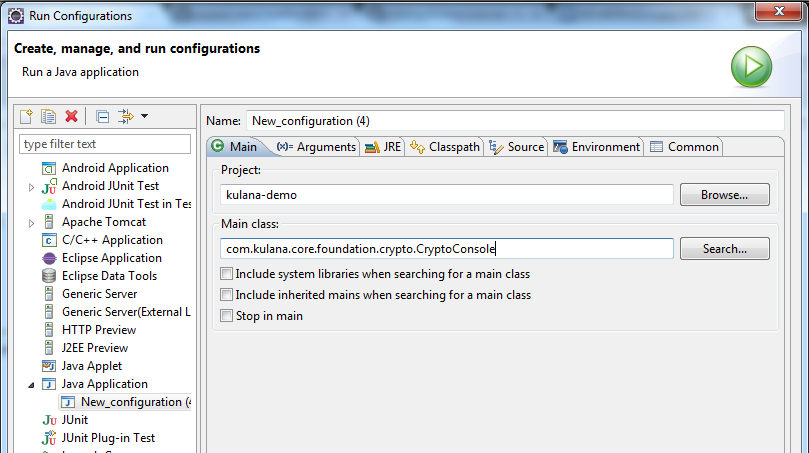 Run Configurations
Create, manage, and run configurations
Run a Java application
type filter text
Android Application
Android JUnit Test
Android JUnit Test in Tes
Apache Tomcat
C/C++ Application
Eclipse Application
Eclipse Data Tools
Generic Server
Generic Server(External L
HTTP Preview
J2EE Preview
Java Applet
Java Application
New_configuration (4
JUnit
JUnit Plug-in Test
Name: New_configuration (4)
Main (x)= Arguments JRE Classpath Source Environment Common
Project:
kulana-demo Browse...
Main class:
com.kulana.core.foundation.crypto.CryptoConsole Search...
Include system libraries when searching for a main class
Include inherited mains when searching for a main class
Stop in main